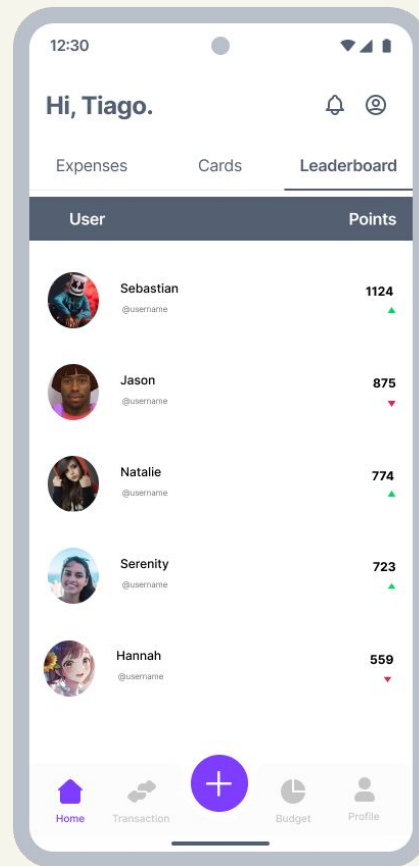 12:30
Hi, Tiago.
Expenses Cards Leaderboard
User Points
Sebastian 1124
@username
Jason 875
@username
Natalie 774
@username
Serenity 723
@username
Hannah 559
@username
Home Transaction Budget Profile